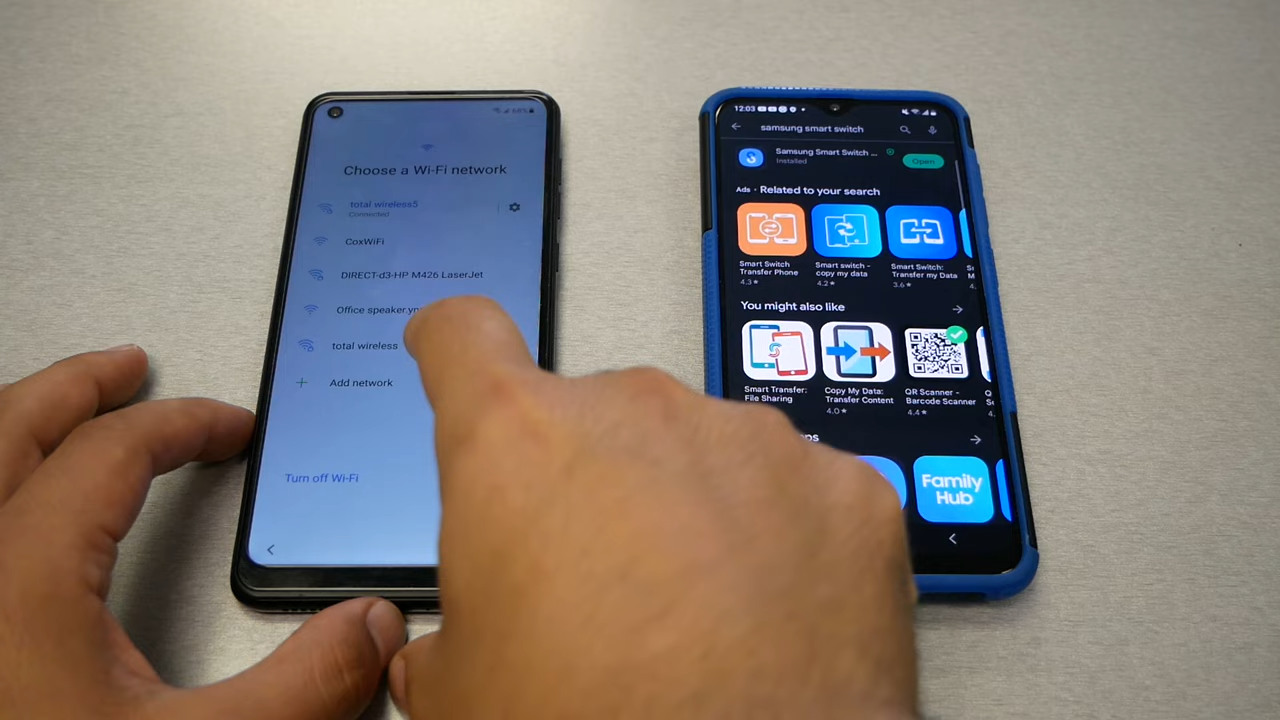 68%
Choose a Wi-Fi network
total wireless5
Connected
CoxWiFi
DIRECT-d3-HP M426 LaserJet
Office speaker.yn
total wireless
Add network
Turn off Wi-Fi
12:03
samsung smart switch
Samsung Smart Switch ...
Installed
Open
Ads · Related to your search
Smart Switch
Transfer Phone
4.3★
Smart switch -
copy my data
4.2★
Smart Switch:
Transfer my Data
3.6★
4.
You might also like
Smart Transfer:
File Sharing
Copy My Data:
Transfer Content
4.0★
QR Scanner -
Barcode Scanner
4.4★
4.
Family
Hub